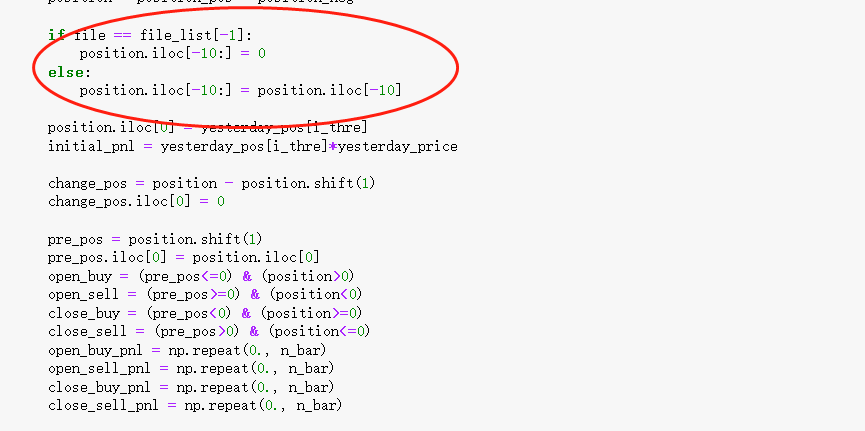 if file == file_list[-1]:
    position.iloc[-10:] = 0
else:
    position.iloc[-10:] = position.iloc[-10]
position.iloc[0] = yesterday_pos[i_thre]
initial_pnl = yesterday_pos[i_thre]*yesterday_price
change_pos = position - position.shift(1)
change_pos.iloc[0] = 0
pre_pos = position.shift(1)
pre_pos.iloc[0] = position.iloc[0]
open_buy = (pre_pos<=0) & (position>0)
open_sell = (pre_pos>=0) & (position<0)
close_buy = (pre_pos<0) & (position>=0)
close_sell = (pre_pos>0) & (position<=0)
open_buy_pnl = np.repeat(0., n_bar)
open_sell_pnl = np.repeat(0., n_bar)
close_buy_pnl = np.repeat(0., n_bar)
close_sell_pnl = np.repeat(0., n_bar)